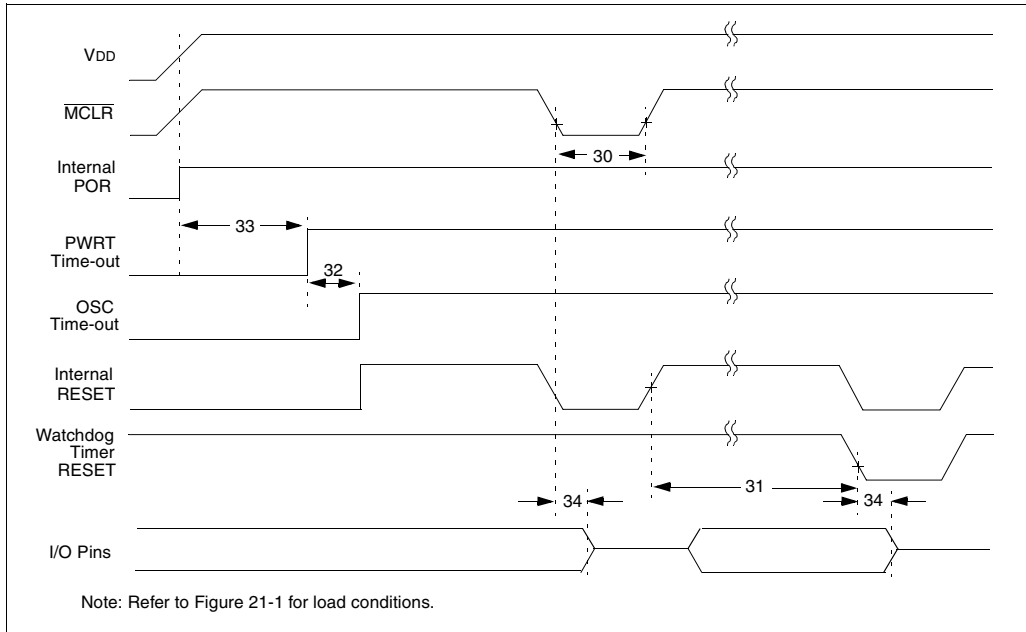 VDD
MCLR
30
Internal
POR
33
PWRT
Time-out
32
OSC
Time-out
Internal
RESET
Watchdog
Timer
RESET
31
34
34
I/O Pins
Note: Refer to Figure 21-1 for load conditions.